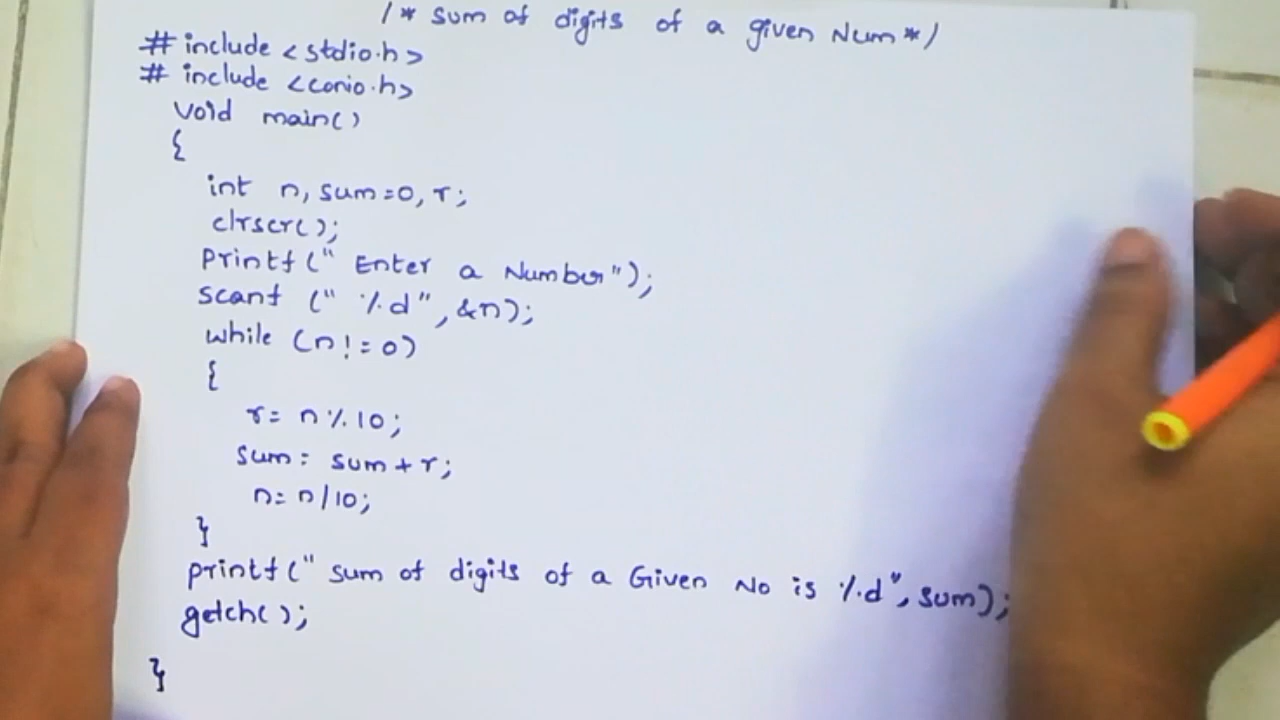 /* sum of digits of a given Num */
# include <stdio.h>
# include <conio.h>
void main()
{
int n, sum=0, r;
clrscr();
printf (" Enter a Number");
scanf (" %d", &n);
while (n!=0)
{
r= n%10;
sum= sum+r;
n= n/10;
}
printf (" sum of digits of a Given No is %d", sum);
getch();
}